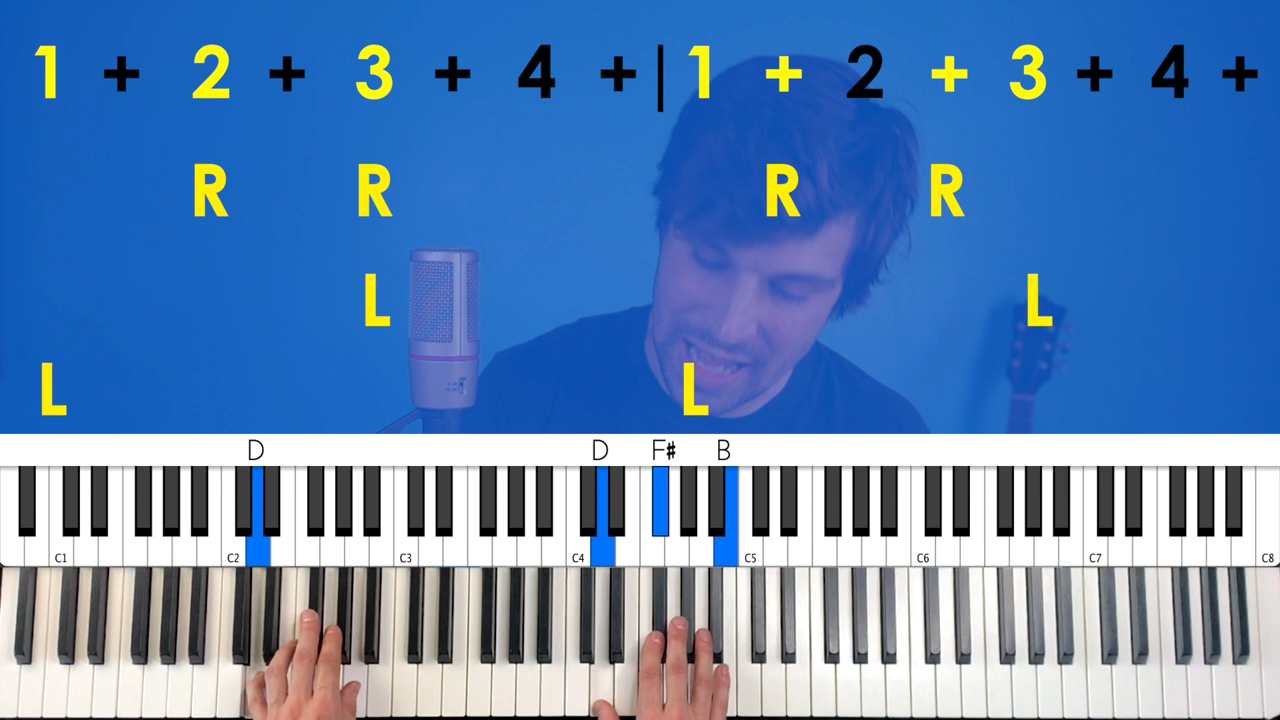 1 + 2 + 3 + 4 + | 1 + 2 + 3 + 4 +
R R R R
L L
L L
D D F# B
C1 C2 C3 C4 C5 C6 C7 C8